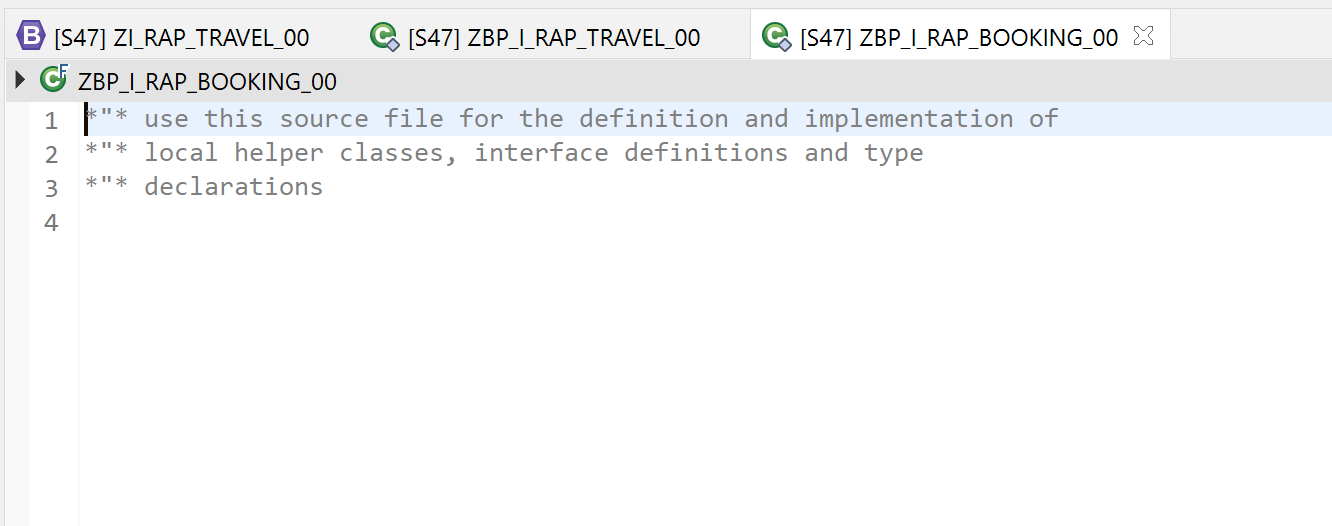 B [S47] ZI_RAP_TRAVEL_00 C [S47] ZBP_I_RAP_TRAVEL_00 C [S47] ZBP_I_RAP_BOOKING_00
C F ZBP_I_RAP_BOOKING_00
1 *"* use this source file for the definition and implementation of
2 *"* local helper classes, interface definitions and type
3 *"* declarations
4